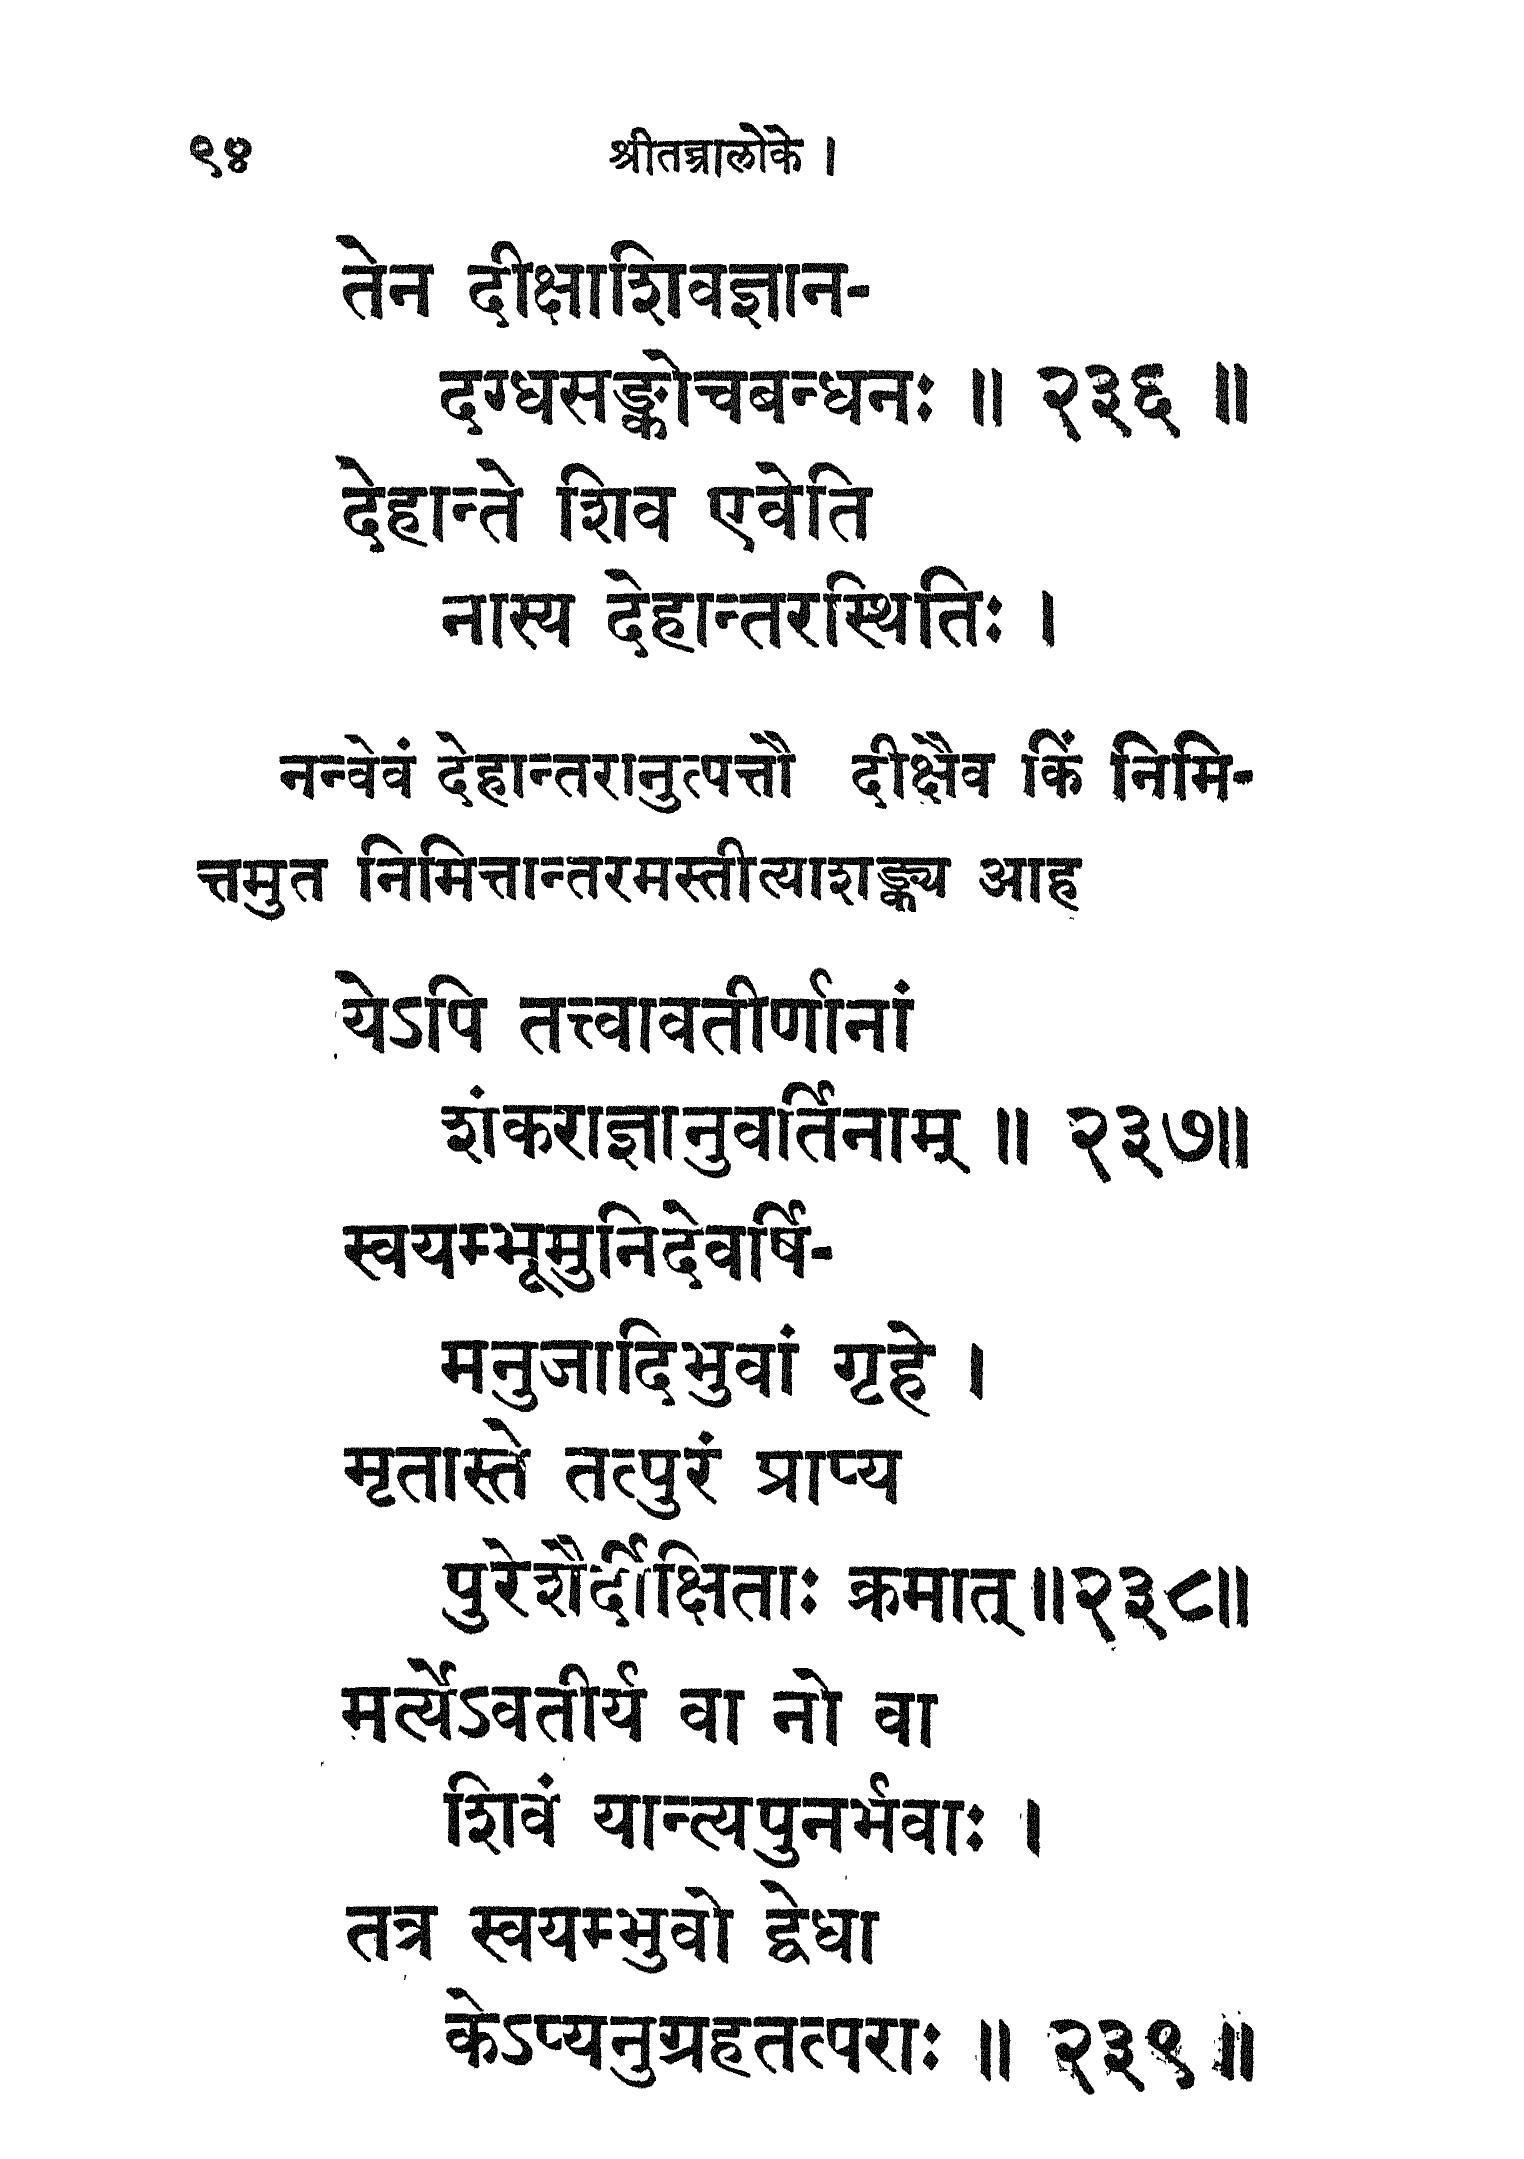 ९४ श्रीतन्त्रालोके ।
तेन दीक्षाशिवज्ञान-
दग्धसङ्कोचबन्धनः ॥ २३६ ॥
देहान्ते शिव एवेति
नास्य देहान्तरस्थितिः ।
नन्वेवं देहान्तरानुत्पत्तौ दीक्षैव किं निमि-
त्तमुत निमित्तान्तरमस्तीत्याशङ्क्य आह
येऽपि तत्त्वावतीर्णानां
शंकराज्ञानुवर्तिनाम् ॥ २३७॥
स्वयम्भूमुनिदेवर्षि-
मनुजादिभुवां गृहे ।
मृतास्ते तत्पुरं प्राप्य
पुरेशैर्दीक्षिताः क्रमात् ॥२३८॥
मर्त्येऽवतीर्य वा नो वा
शिवं यान्त्यपुनर्भवाः ।
तत्र स्वयम्भुवो द्वेधा
केऽप्यनुग्रहतत्पराः ॥ २३९ ॥